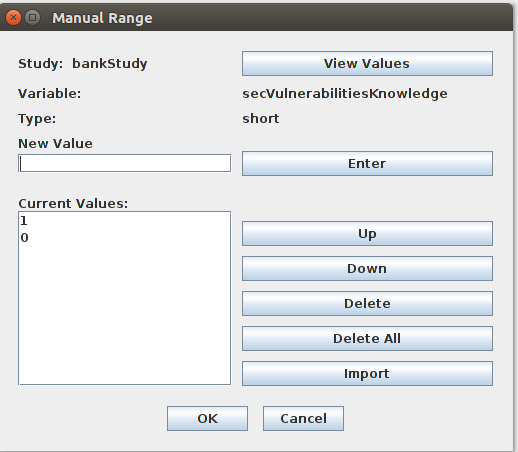 Manual Range
Study: bankStudy
View Values
Variable:
secVulnerabilitiesKnowledge
Type:
short
New Value
Enter
Current Values:
1
0
Up
Down
Delete
Delete All
Import
OK
Cancel